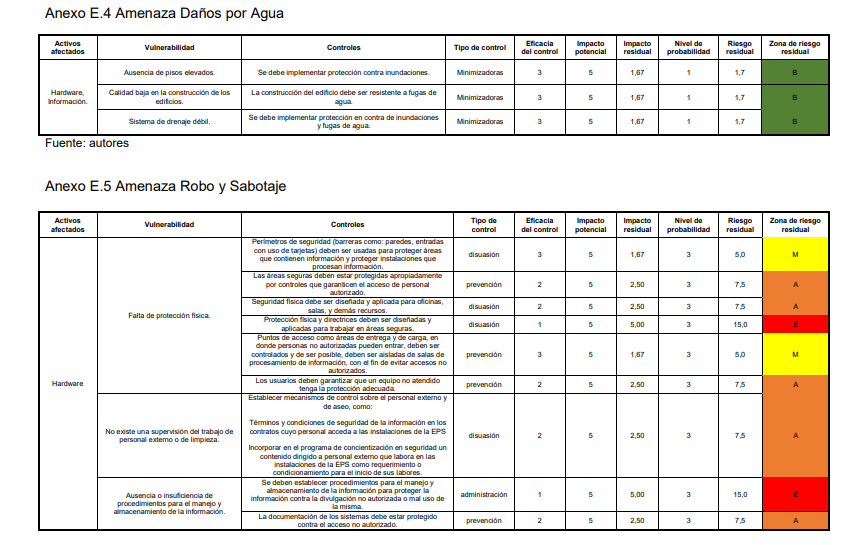 Anexo E.4 Amenaza Daños por Agua
Activos afectados | Vulnerabilidad | Controles | Tipo de control | Eficacia del control | Impacto potencial | Impacto residual | Nivel de probabilidad | Riesgo residual | Zona de riesgo residual
Hardware, Información.
Ausencia de pisos elevados. | Se debe implementar protección contra inundaciones. | Minimizadoras | 3 | 5 | 1,67 | 1 | 1,7 | B
Calidad baja en la construcción de los edificios. | La construcción del edificio debe ser resistente a fugas de agua. | Minimizadoras | 3 | 5 | 1,67 | 1 | 1,7 | B
Sistema de drenaje débil. | Se debe implementar protección en contra de inundaciones y fugas de agua. | Minimizadoras | 3 | 5 | 1,67 | 1 | 1,7 | B
Fuente: autores
Anexo E.5 Amenaza Robo y Sabotaje
Activos afectados | Vulnerabilidad | Controles | Tipo de control | Eficacia del control | Impacto potencial | Impacto residual | Nivel de probabilidad | Riesgo residual | Zona de riesgo residual
Hardware
Falta de protección física.
Perímetros de seguridad (barreras como: paredes, entradas con uso de tarjetas) deben ser usadas para proteger áreas que contienen información y proteger instalaciones que procesan información. | disuasión | 3 | 5 | 1,67 | 3 | 5,0 | M
Las áreas seguras deben estar protegidas apropiadamente por controles que garanticen el acceso de personal autorizado. | prevención | 2 | 5 | 2,50 | 3 | 7,5 | A
Seguridad física debe ser diseñada y aplicada para oficinas, salas, y demás recursos. | disuasión | 2 | 5 | 2,50 | 3 | 7,5 | A
Protección física y directrices deben ser diseñadas y aplicadas para trabajar en áreas seguras. | disuasión | 1 | 5 | 5,00 | 3 | 15,0 | E
Puntos de acceso como áreas de entrega y de carga, en donde personas no autorizadas pueden entrar, deben ser controlados y de ser posible, deben ser aisladas de salas de procesamiento de información, con el fin de evitar accesos no autorizados. | prevención | 3 | 5 | 1,67 | 3 | 5,0 | M
Los usuarios deben garantizar que un equipo no atendido tenga la protección adecuada. | prevención | 2 | 5 | 2,50 | 3 | 7,5 | A
No existe una supervisión del trabajo de personal externo o de limpieza.
Establecer mecanismos de control sobre el personal externo y de aseo, como:
Términos y condiciones de seguridad de la información en los contratos cuyo personal acceda a las instalaciones de la EPS
Incorporar en el programa de concientización en seguridad un contenido dirigido a personal externo que labora en las instalaciones de la EPS como requerimiento o condicionamiento para el inicio de sus labores. | disuasión | 2 | 5 | 2,50 | 3 | 7,5 | A
Ausencia o insuficiencia de procedimientos para el manejo y almacenamiento de la información.
Se deben establecer procedimientos para el manejo y almacenamiento de la información para proteger la información contra la divulgación no autorizada o mal uso de la misma. | administración | 1 | 5 | 5,00 | 3 | 15,0 | E
La documentación de los sistemas debe estar protegido contra el acceso no autorizado. | prevención | 2 | 5 | 2,50 | 3 | 7,5 | A